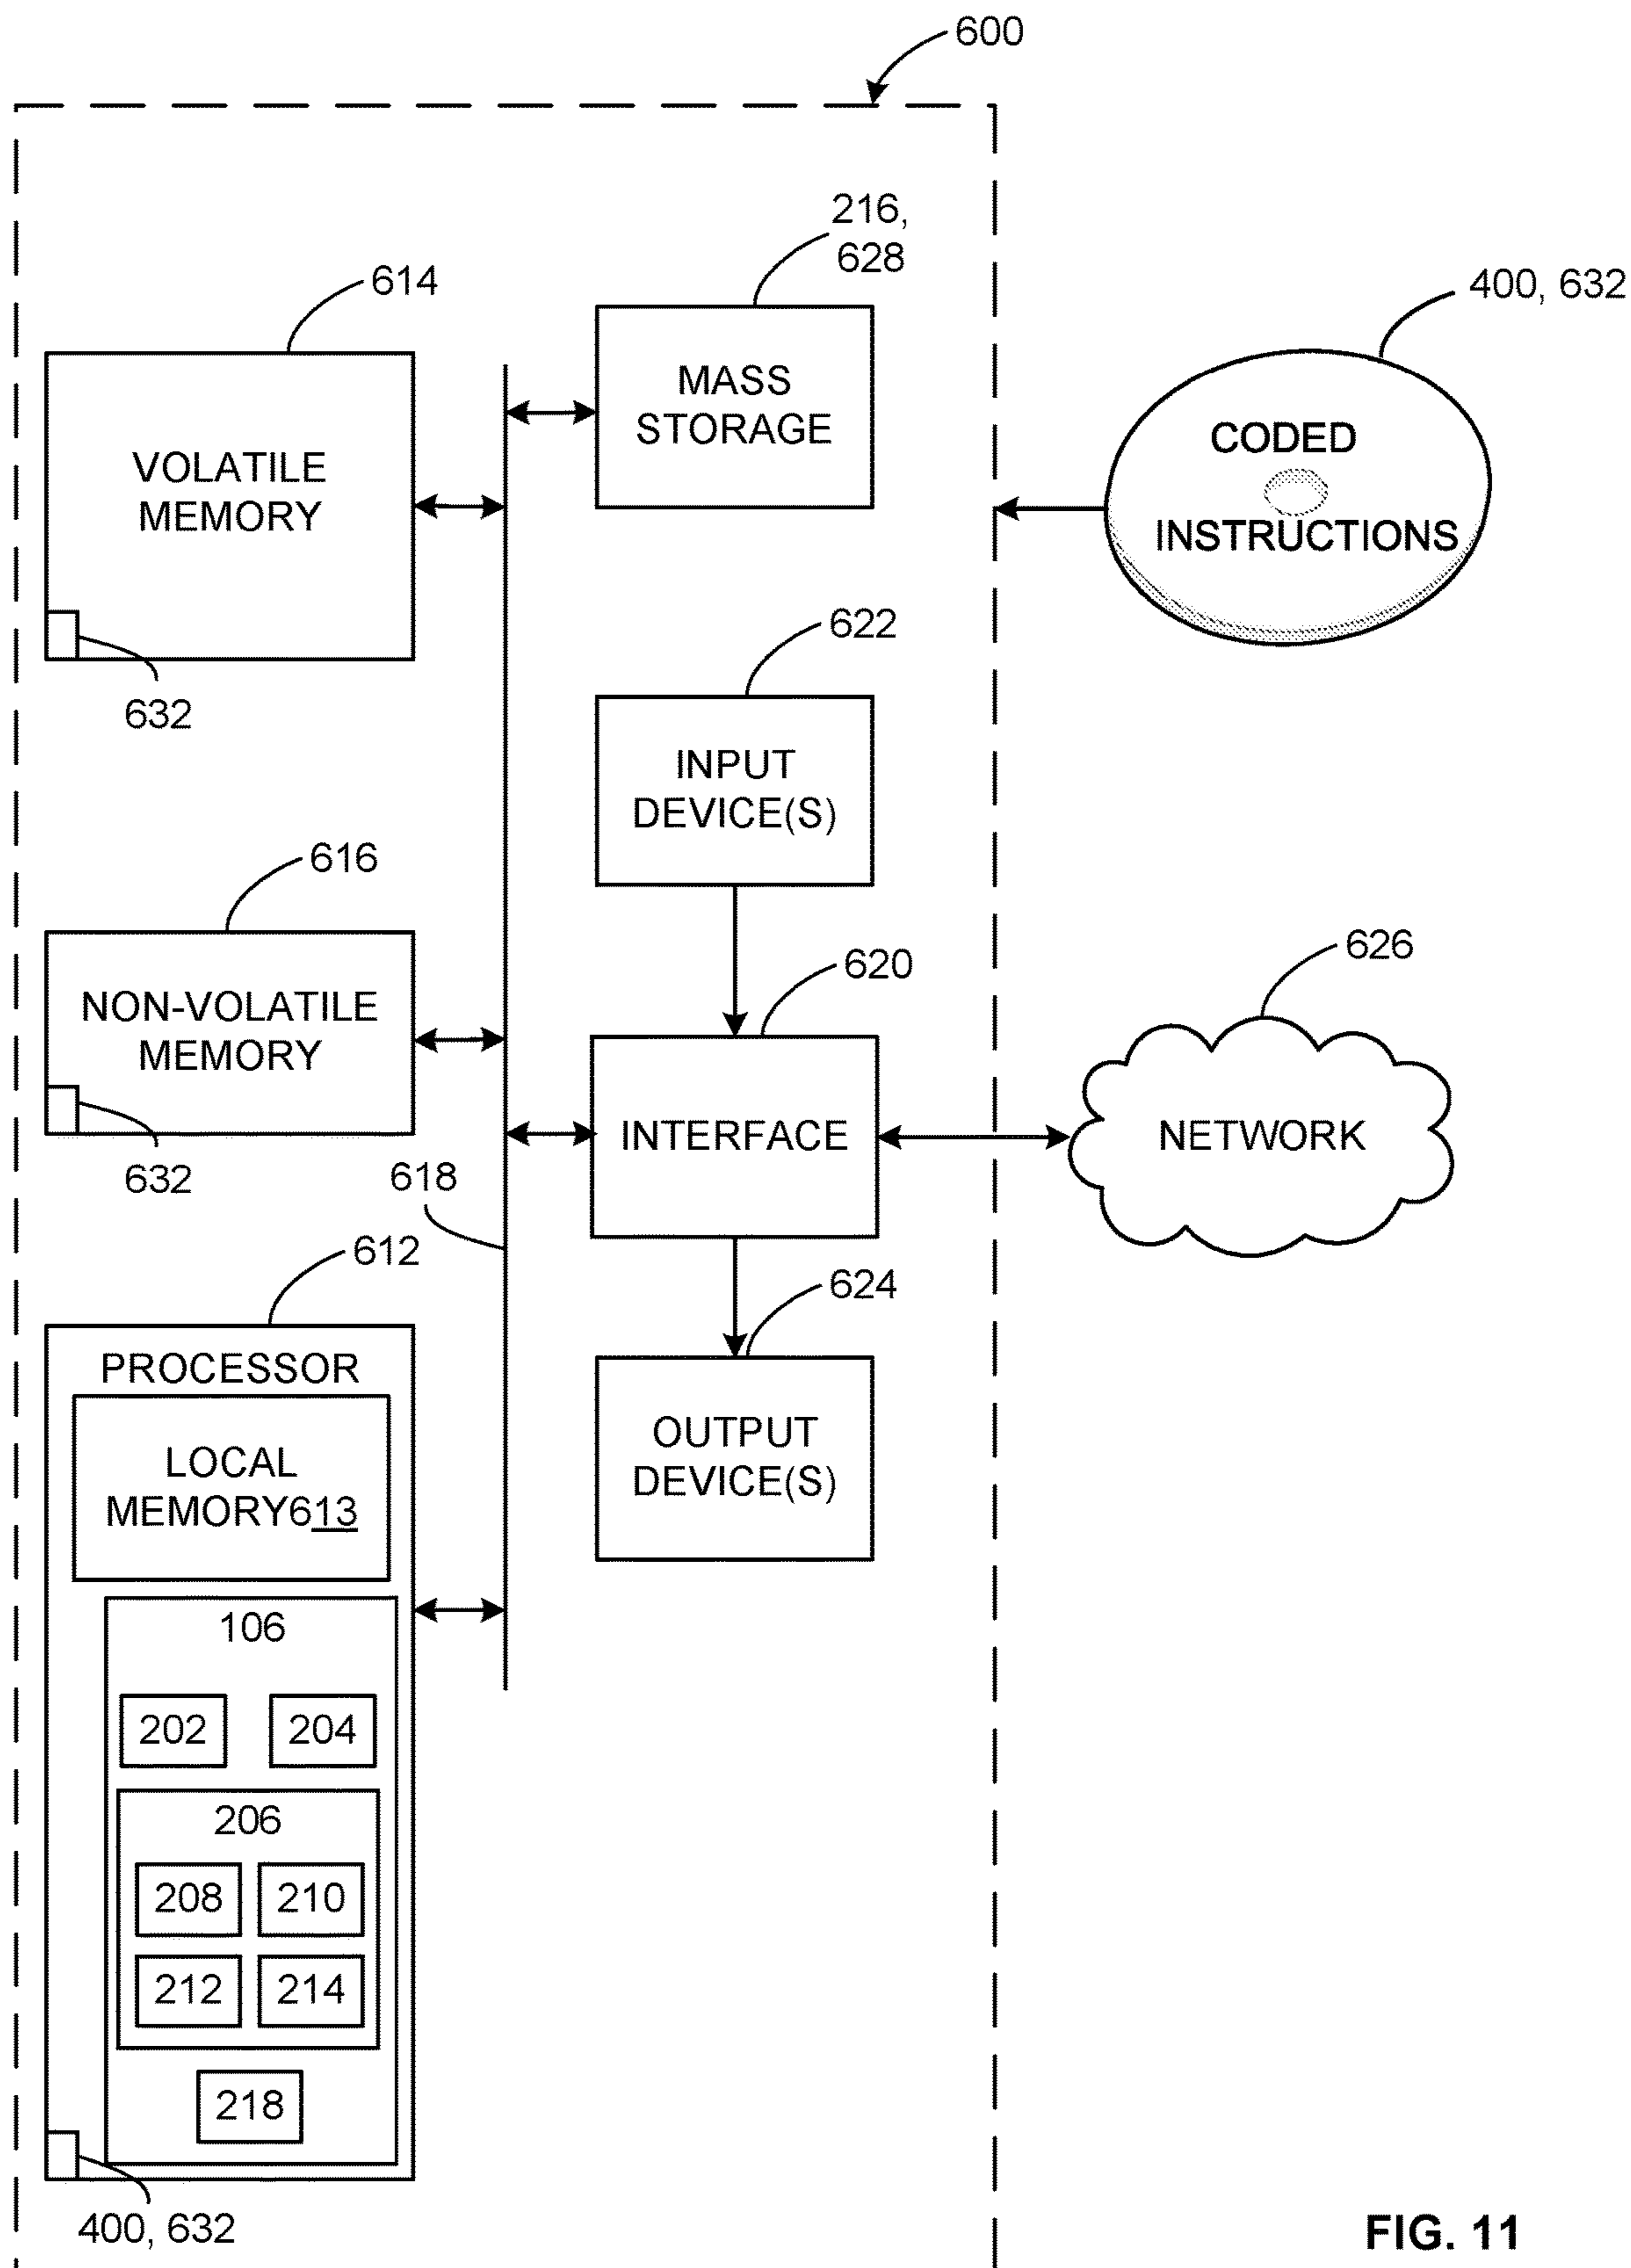 600
216,
628
614
400, 632
MASS
STORAGE
CODED
VOLATILE
MEMORY
INSTRUCTIONS
622
632
INPUT
DEVICE(S)
616
626
620
NON-VOLATILE
MEMORY
INTERFACE
NETWORK
632
618
612
624
PROCESSOR
LOCAL
MEMORY613
OUTPUT
DEVICE(S)
106
202
204
206
208
210
212
214
218
400, 632
FIG. 11